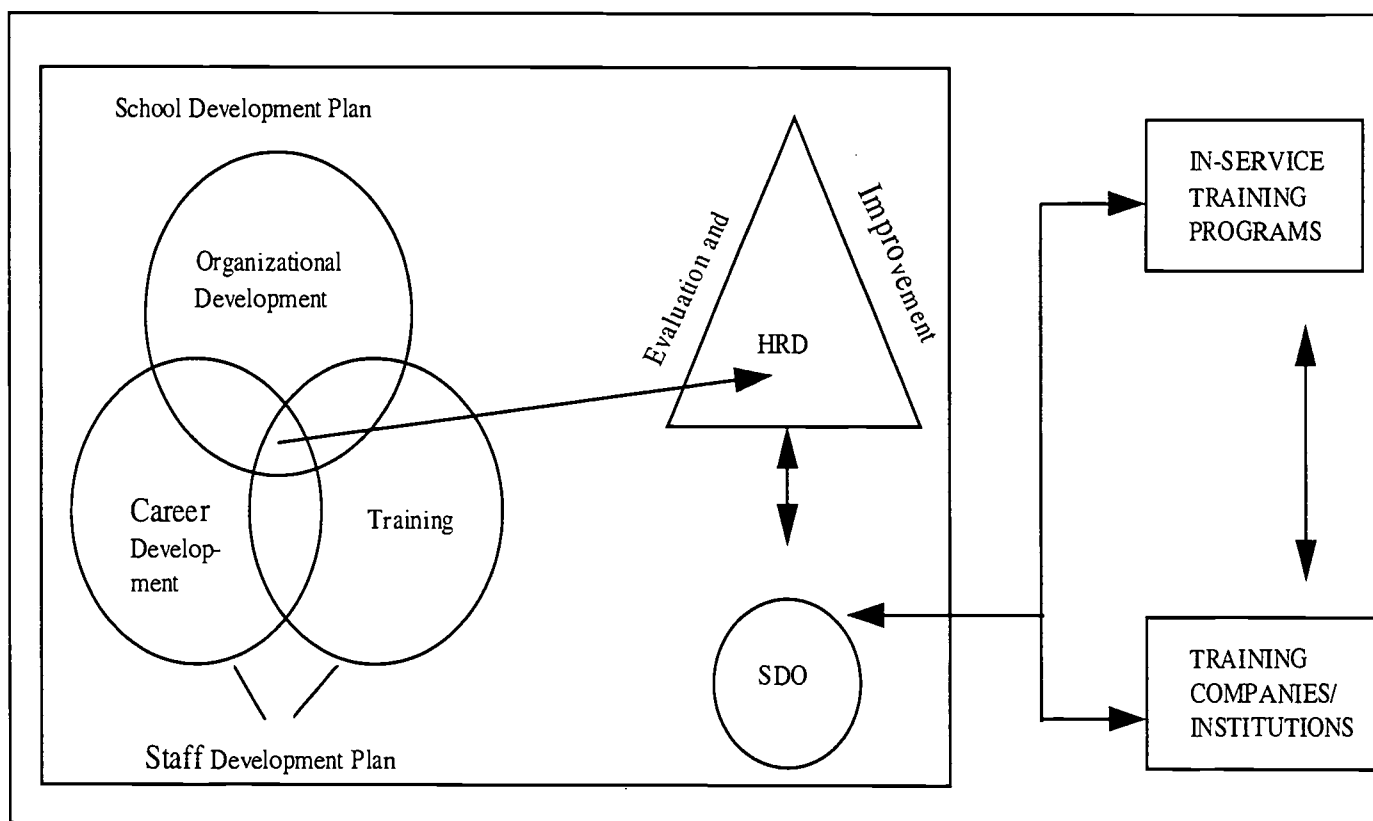 School Development Plan
Organizational
Development
Career
Develop-
ment
Training
Staff Development Plan
Evaluation and
Improvement
HRD
SDO
IN-SERVICE
TRAINING
PROGRAMS
TRAINING
COMPANIES/
INSTITUTIONS